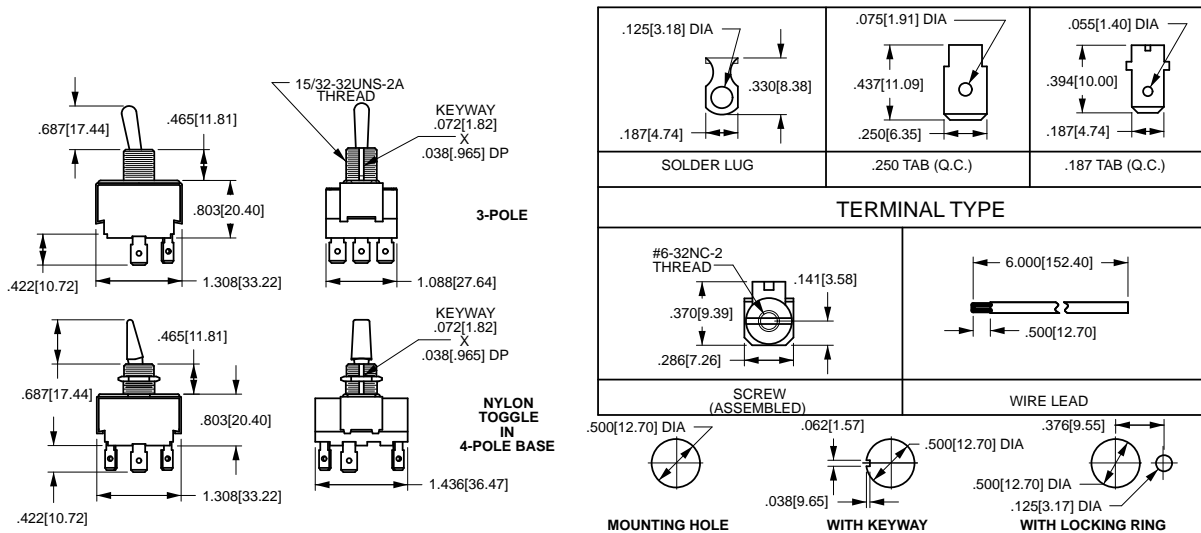 15/32-32UNS-2A
THREAD
.687[17.44]
.465[11.81]
KEYWAY
.072[1.82]
X
.038[.965] DP
.803[20.40]
3-POLE
.422[10.72]
1.308[33.22]
1.088[27.64]
.465[11.81]
KEYWAY
.072[1.82]
X
.038[.965] DP
.687[17.44]
.803[20.40]
NYLON
TOGGLE
IN
4-POLE BASE
1.308[33.22]
1.436[36.47]
.422[10.72]
.125[3.18] DIA
.330[8.38]
.187[4.74]
SOLDER LUG
.075[1.91] DIA
.437[11.09]
.250[6.35]
.250 TAB (Q.C.)
.055[1.40] DIA
.394[10.00]
.187[4.74]
.187 TAB (Q.C.)
TERMINAL TYPE
#6-32NC-2
THREAD
.141[3.58]
.370[9.39]
.286[7.26]
SCREW
(ASSEMBLED)
6.000[152.40]
.500[12.70]
WIRE LEAD
.500[12.70] DIA
MOUNTING HOLE
.062[1.57]
.500[12.70] DIA
.038[9.65]
WITH KEYWAY
.376[9.55]
.500[12.70] DIA
.125[3.17] DIA
WITH LOCKING RING